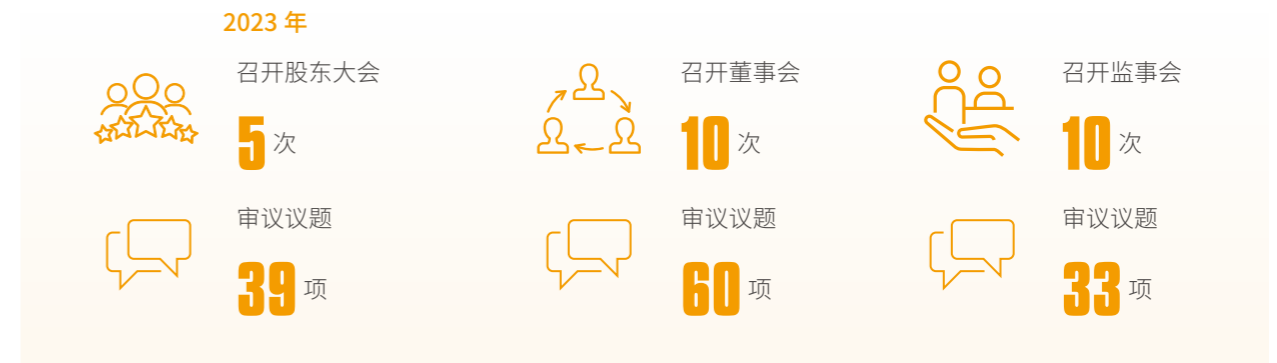 2023 年
召开股东大会
召开董事会
召开监事会
5 次
10 次
10 次
审议议题
审议议题
审议议题
39 项
60 项
33 项